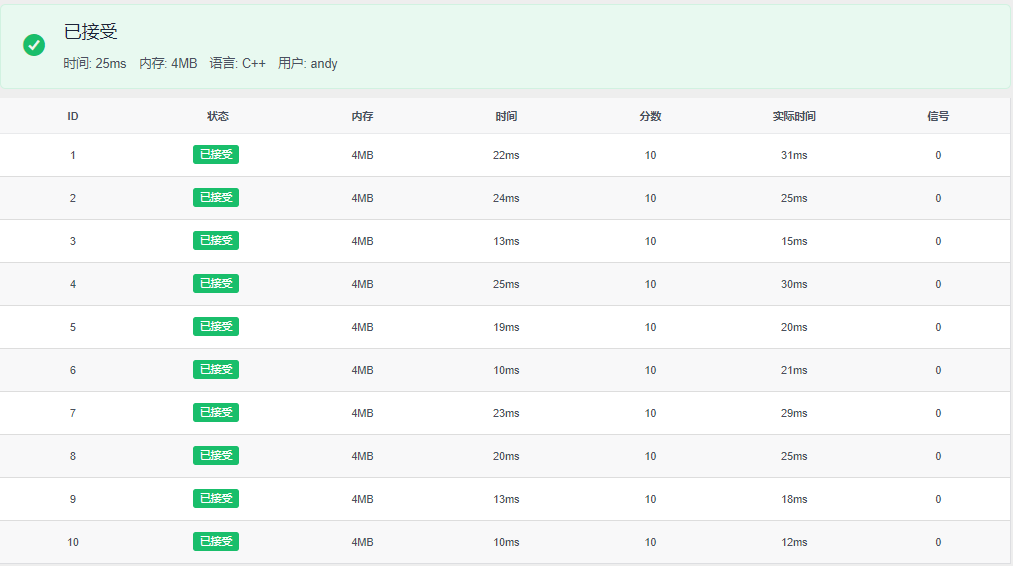 已接受
时间: 25ms 内存: 4MB 语言: C++ 用户: andy
ID 状态 内存 时间 分数 实际时间 信号
1 已接受 4MB 22ms 10 31ms 0
2 已接受 4MB 24ms 10 25ms 0
3 已接受 4MB 13ms 10 15ms 0
4 已接受 4MB 25ms 10 30ms 0
5 已接受 4MB 19ms 10 20ms 0
6 已接受 4MB 10ms 10 21ms 0
7 已接受 4MB 23ms 10 29ms 0
8 已接受 4MB 20ms 10 25ms 0
9 已接受 4MB 13ms 10 18ms 0
10 已接受 4MB 10ms 10 12ms 0